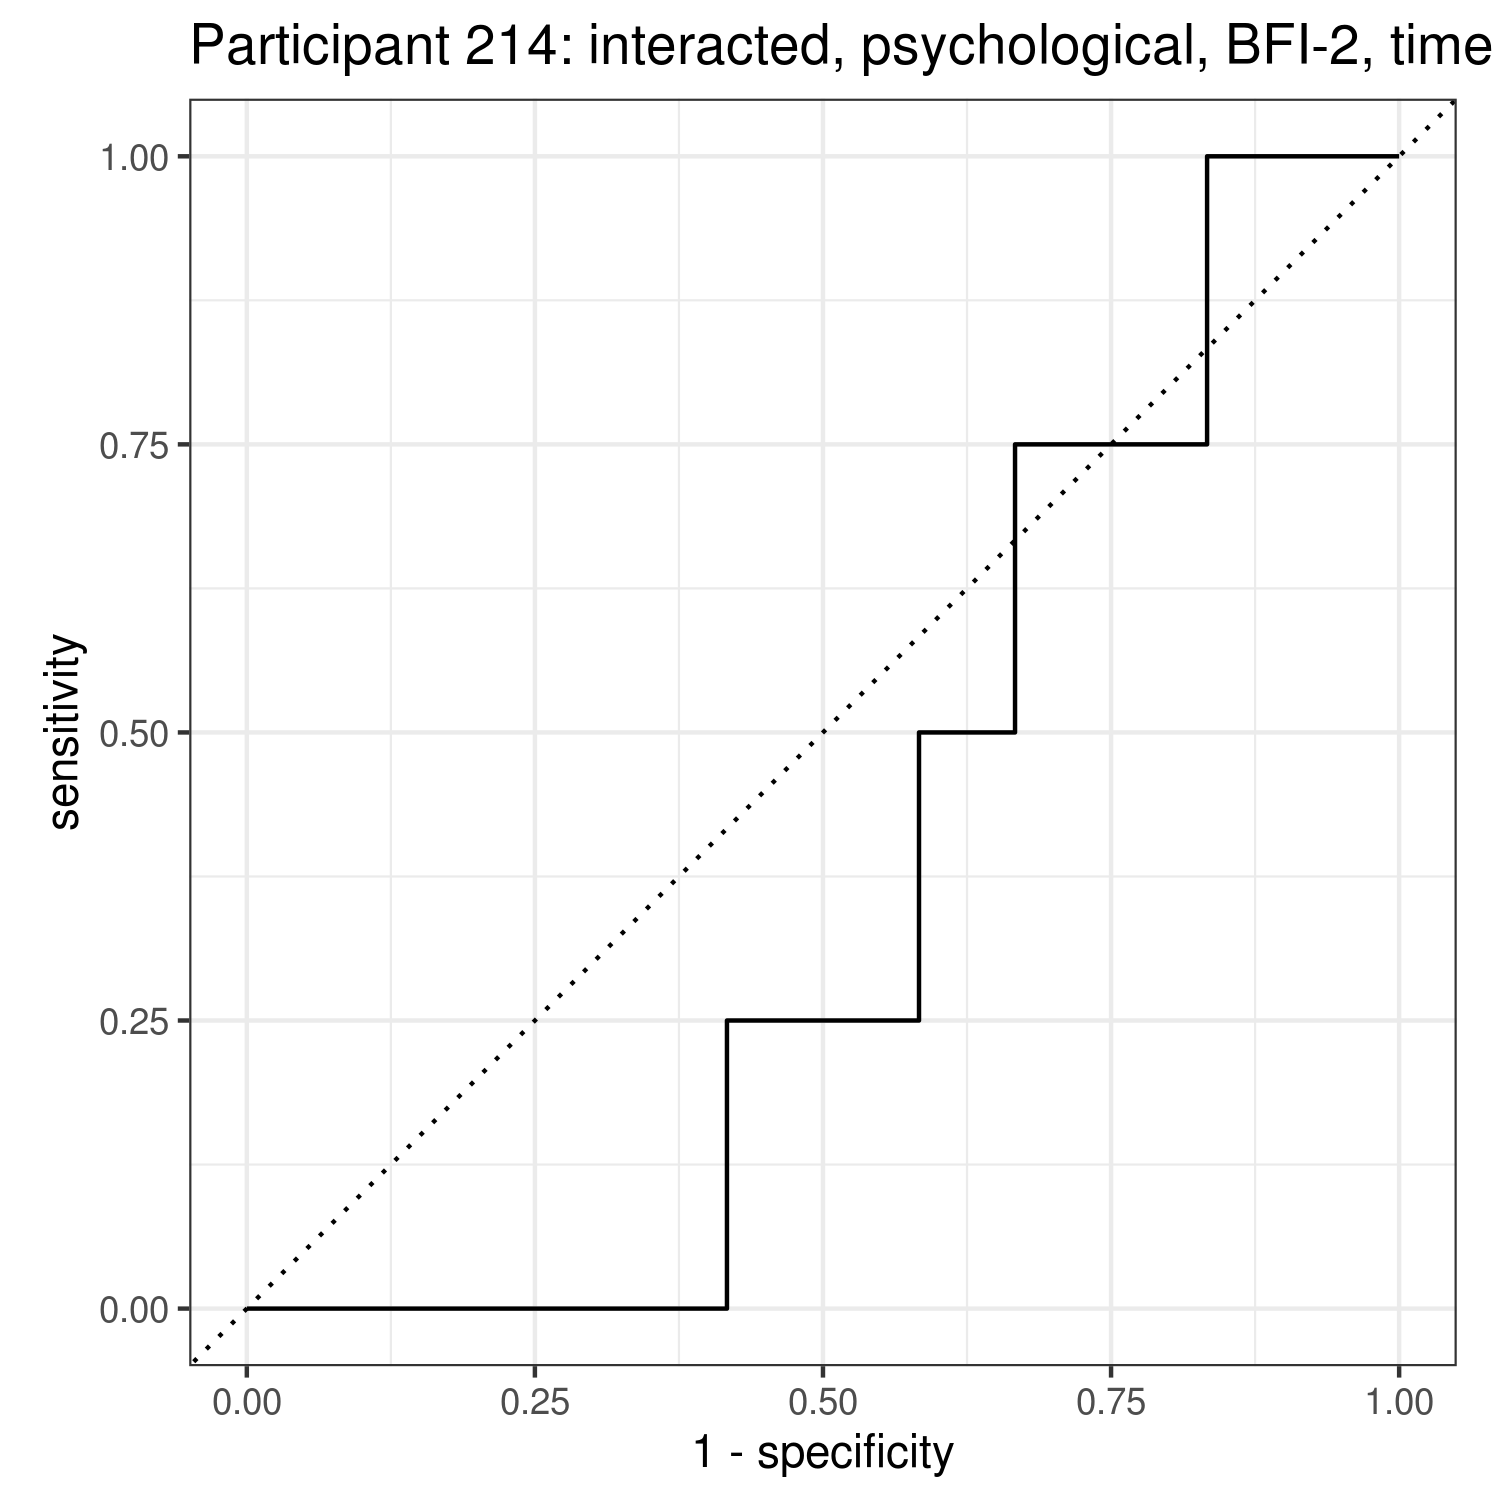 Participant 214: interacted, psychological, BFI-2, time
1.00
0.75
0.50
0.25
0.00
sensitivity
0.00 0.25 0.50 0.75 1.00
1 - specificity